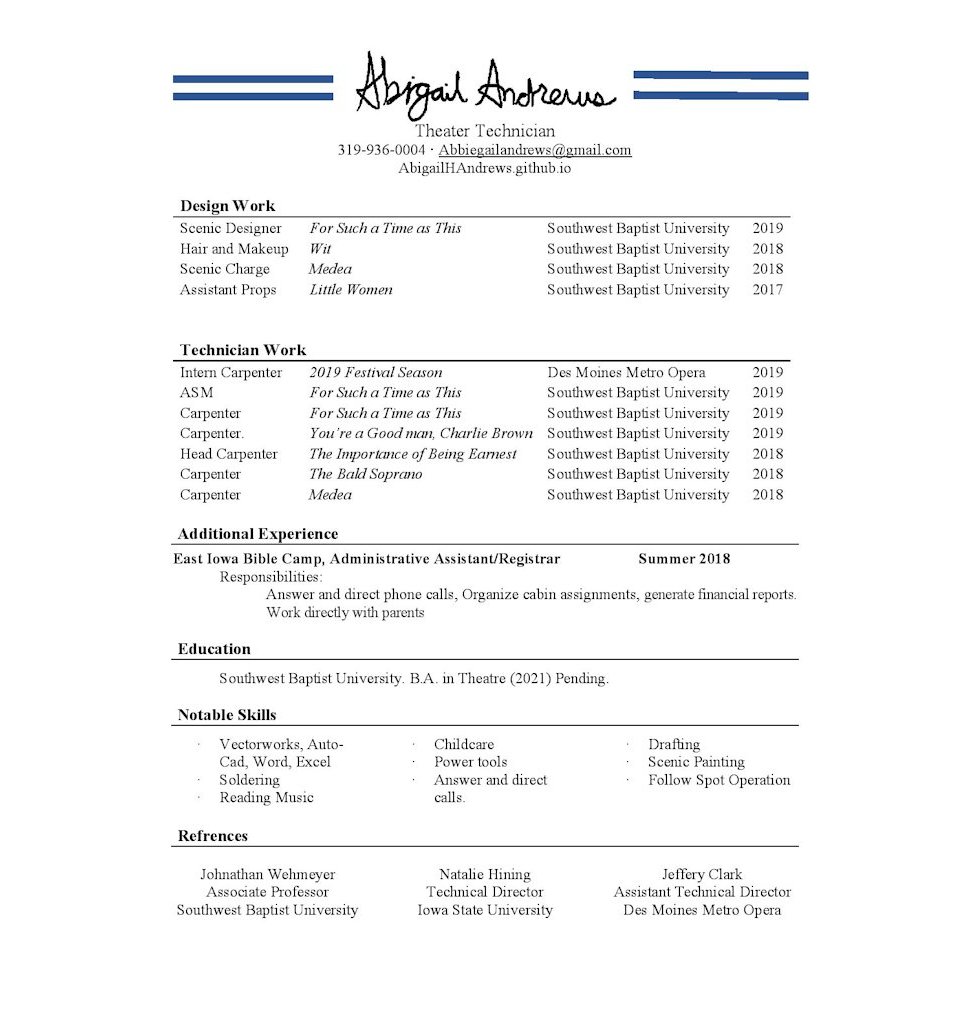 Abigail Andrews
Theater Technician
319-936-0004 · Abbiegailandrews@gmail.com
AbigailHAndrews.github.io
Design Work
Scenic Designer For Such a Time as This Southwest Baptist University 2019
Hair and Makeup Wit Southwest Baptist University 2018
Scenic Charge Medea Southwest Baptist University 2018
Assistant Props Little Women Southwest Baptist University 2017
Technician Work
Intern Carpenter 2019 Festival Season Des Moines Metro Opera 2019
ASM For Such a Time as This Southwest Baptist University 2019
Carpenter For Such a Time as This Southwest Baptist University 2019
Carpenter. You're a Good man, Charlie Brown Southwest Baptist University 2019
Head Carpenter The Importance of Being Earnest Southwest Baptist University 2018
Carpenter The Bald Soprano Southwest Baptist University 2018
Carpenter Medea Southwest Baptist University 2018
Additional Experience
East Iowa Bible Camp, Administrative Assistant/Registrar Summer 2018
Responsibilities:
Answer and direct phone calls, Organize cabin assignments, generate financial reports.
Work directly with parents
Education
Southwest Baptist University. B.A. in Theatre (2021) Pending.
Notable Skills
· Vectorworks, Auto-
Cad, Word, Excel
· Soldering
· Reading Music
· Childcare
· Power tools
· Answer and direct
calls.
· Drafting
· Scenic Painting
· Follow Spot Operation
Refrences
Johnathan Wehmeyer
Associate Professor
Southwest Baptist University
Natalie Hining
Technical Director
Iowa State University
Jeffery Clark
Assistant Technical Director
Des Moines Metro Opera